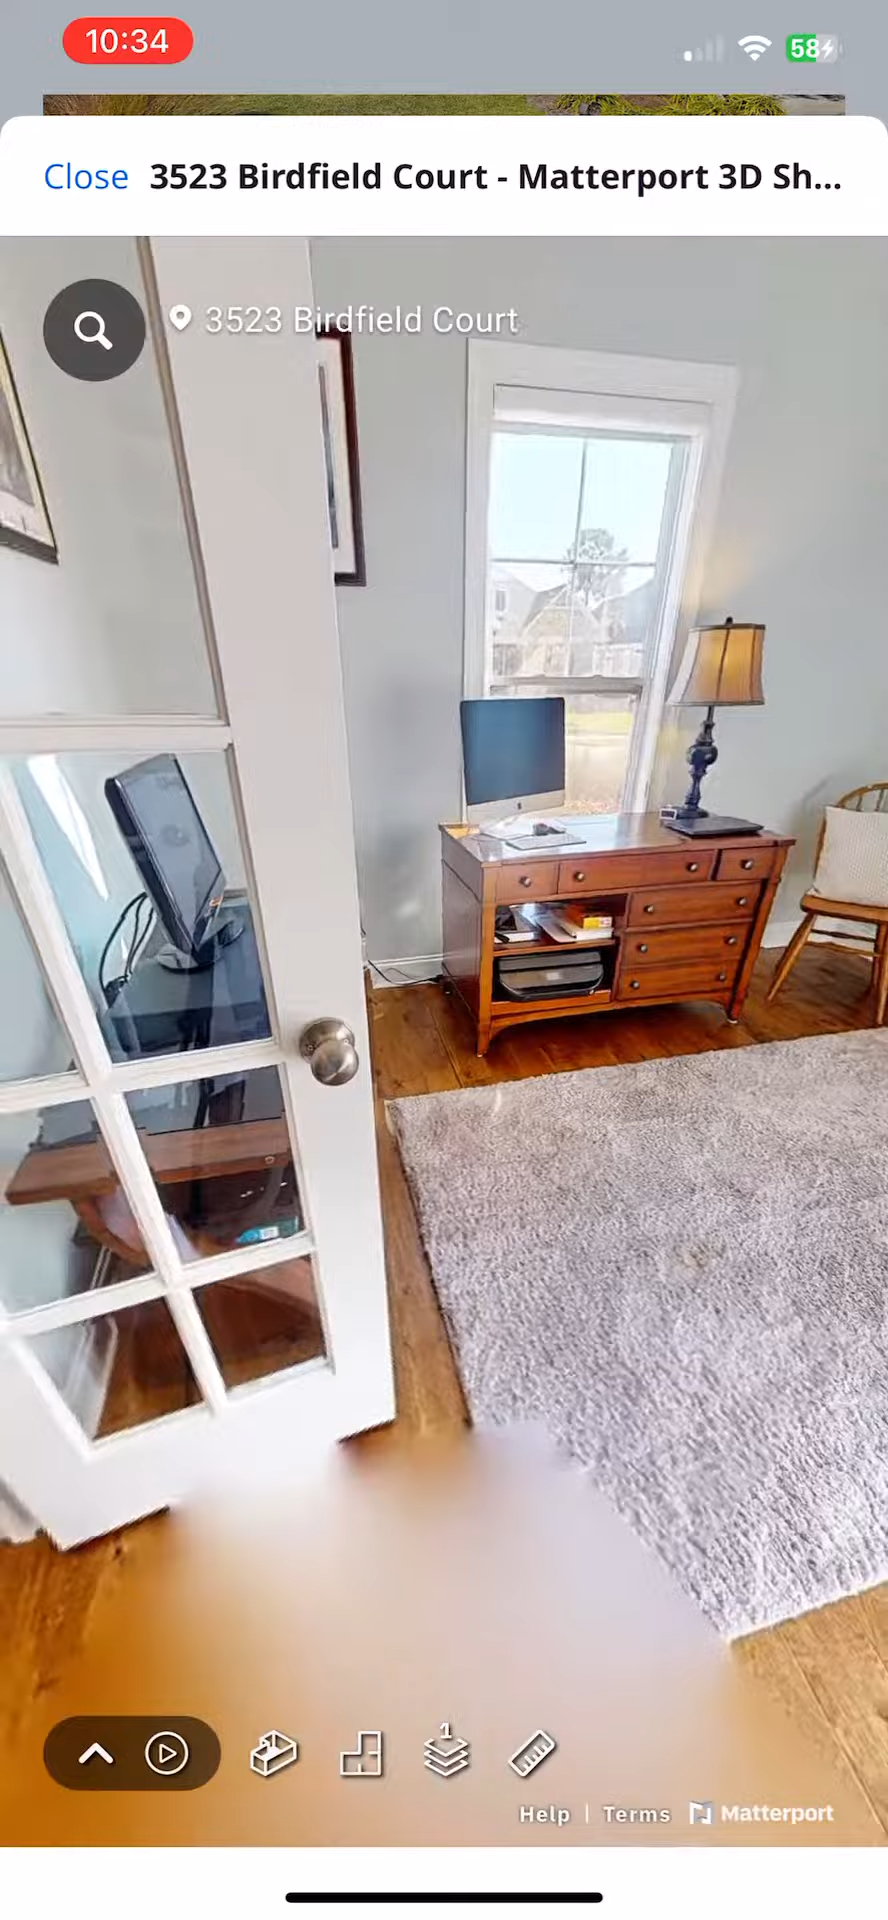 10:34
58
Close 3523 Birdfield Court - Matterport 3D Sh...
3523 Birdfield Court
1
Help | Terms Matterport